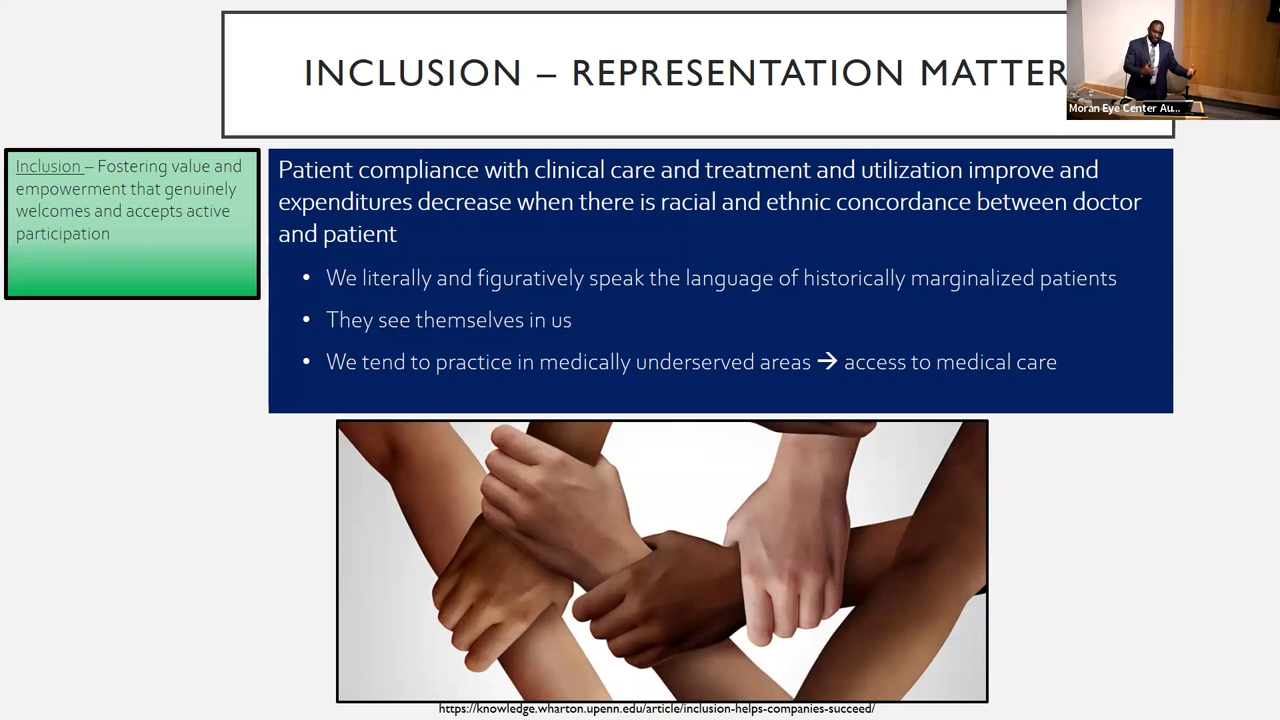 INCLUSION – REPRESENTATION MATTER
Moran Eye Center Au...
Inclusion – Fostering value and
empowerment that genuinely
welcomes and accepts active
participation
Patient compliance with clinical care and treatment and utilization improve and
expenditures decrease when there is racial and ethnic concordance between doctor
and patient
• We literally and figuratively speak the language of historically marginalized patients
• They see themselves in us
• We tend to practice in medically underserved areas → access to medical care
https://knowledge.wharton.upenn.edu/article/inclusion-helps-companies-succeed/